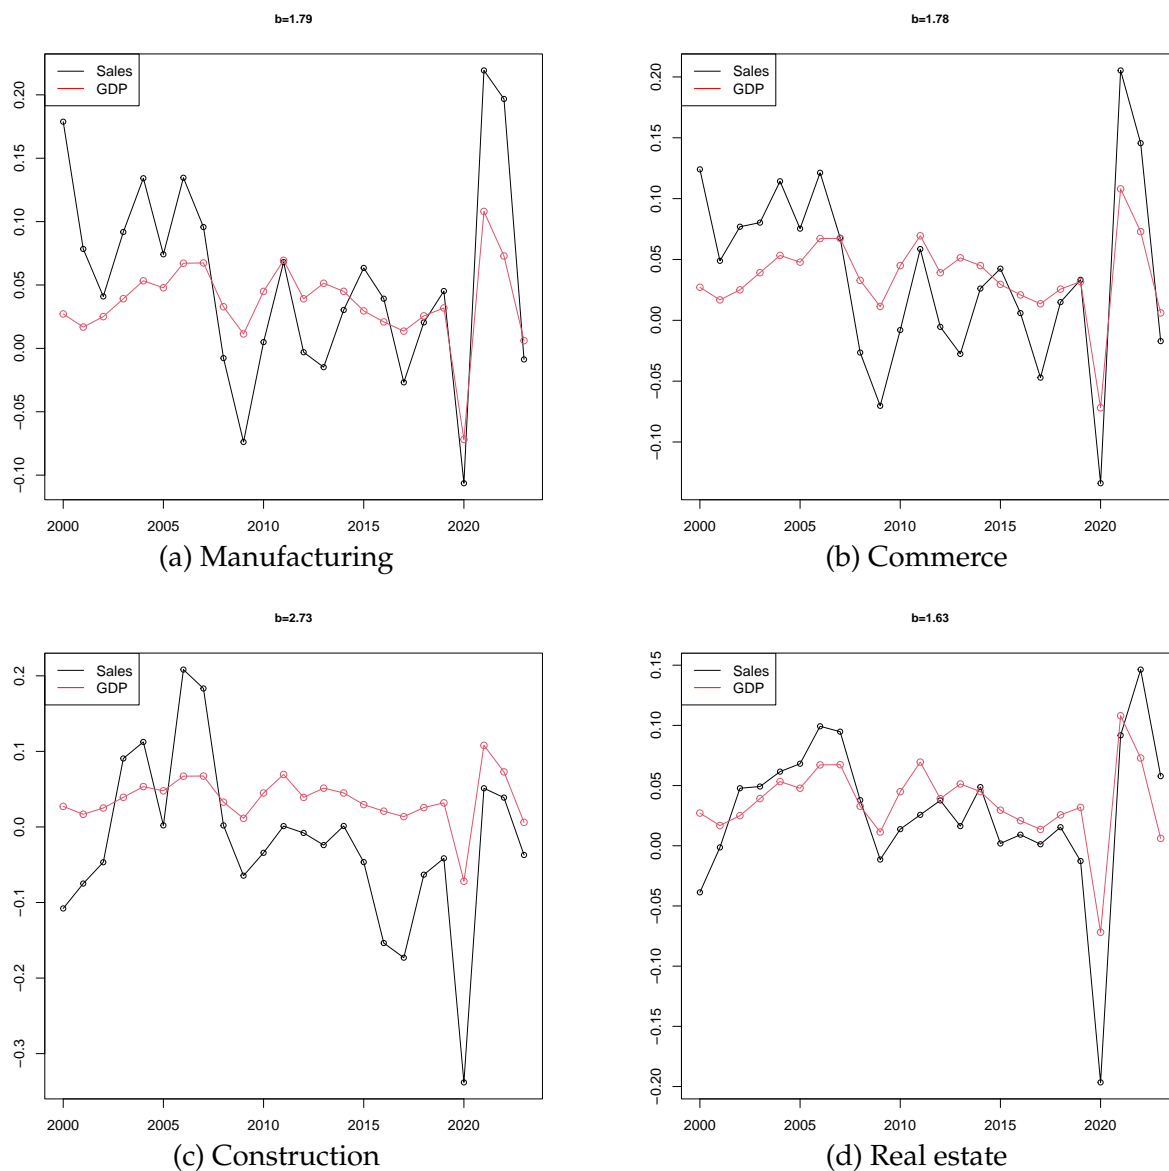 b=1.79
Sales
GDP
0.20
0.15
0.10
0.05
0.00
−0.05
−0.10
2000 2005 2010 2015 2020
(a) Manufacturing
b=1.78
Sales
GDP
0.20
0.15
0.10
0.05
0.00
−0.05
−0.10
2000 2005 2010 2015 2020
(b) Commerce
b=2.73
Sales
GDP
0.2
0.1
0.0
−0.1
−0.2
−0.3
2000 2005 2010 2015 2020
(c) Construction
b=1.63
Sales
GDP
0.15
0.10
0.05
0.00
−0.05
−0.10
−0.15
−0.20
2000 2005 2010 2015 2020
(d) Real estate